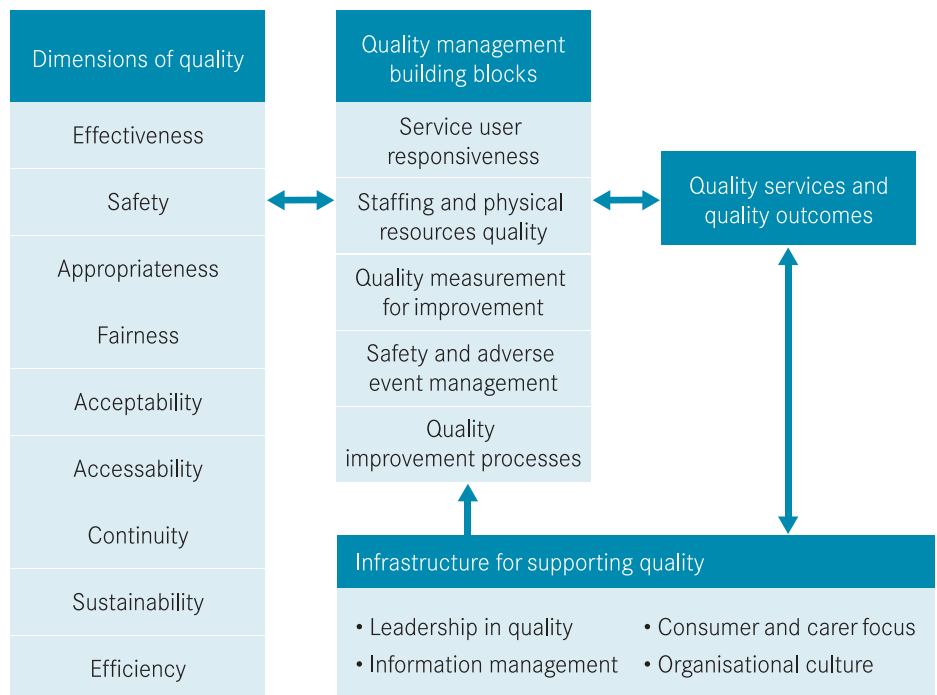 Dimensions of quality
Effectiveness
Safety
Appropriateness
Fairness
Acceptability
Accessability
Continuity
Sustainability
Efficiency
Quality management
building blocks
Service user
responsiveness
Staffing and physical
resources quality
Quality measurement
for improvement
Safety and adverse
event management
Quality
improvement processes
Quality services and
quality outcomes
Infrastructure for supporting quality
• Leadership in quality
• Information management
• Consumer and carer focus
• Organisational culture